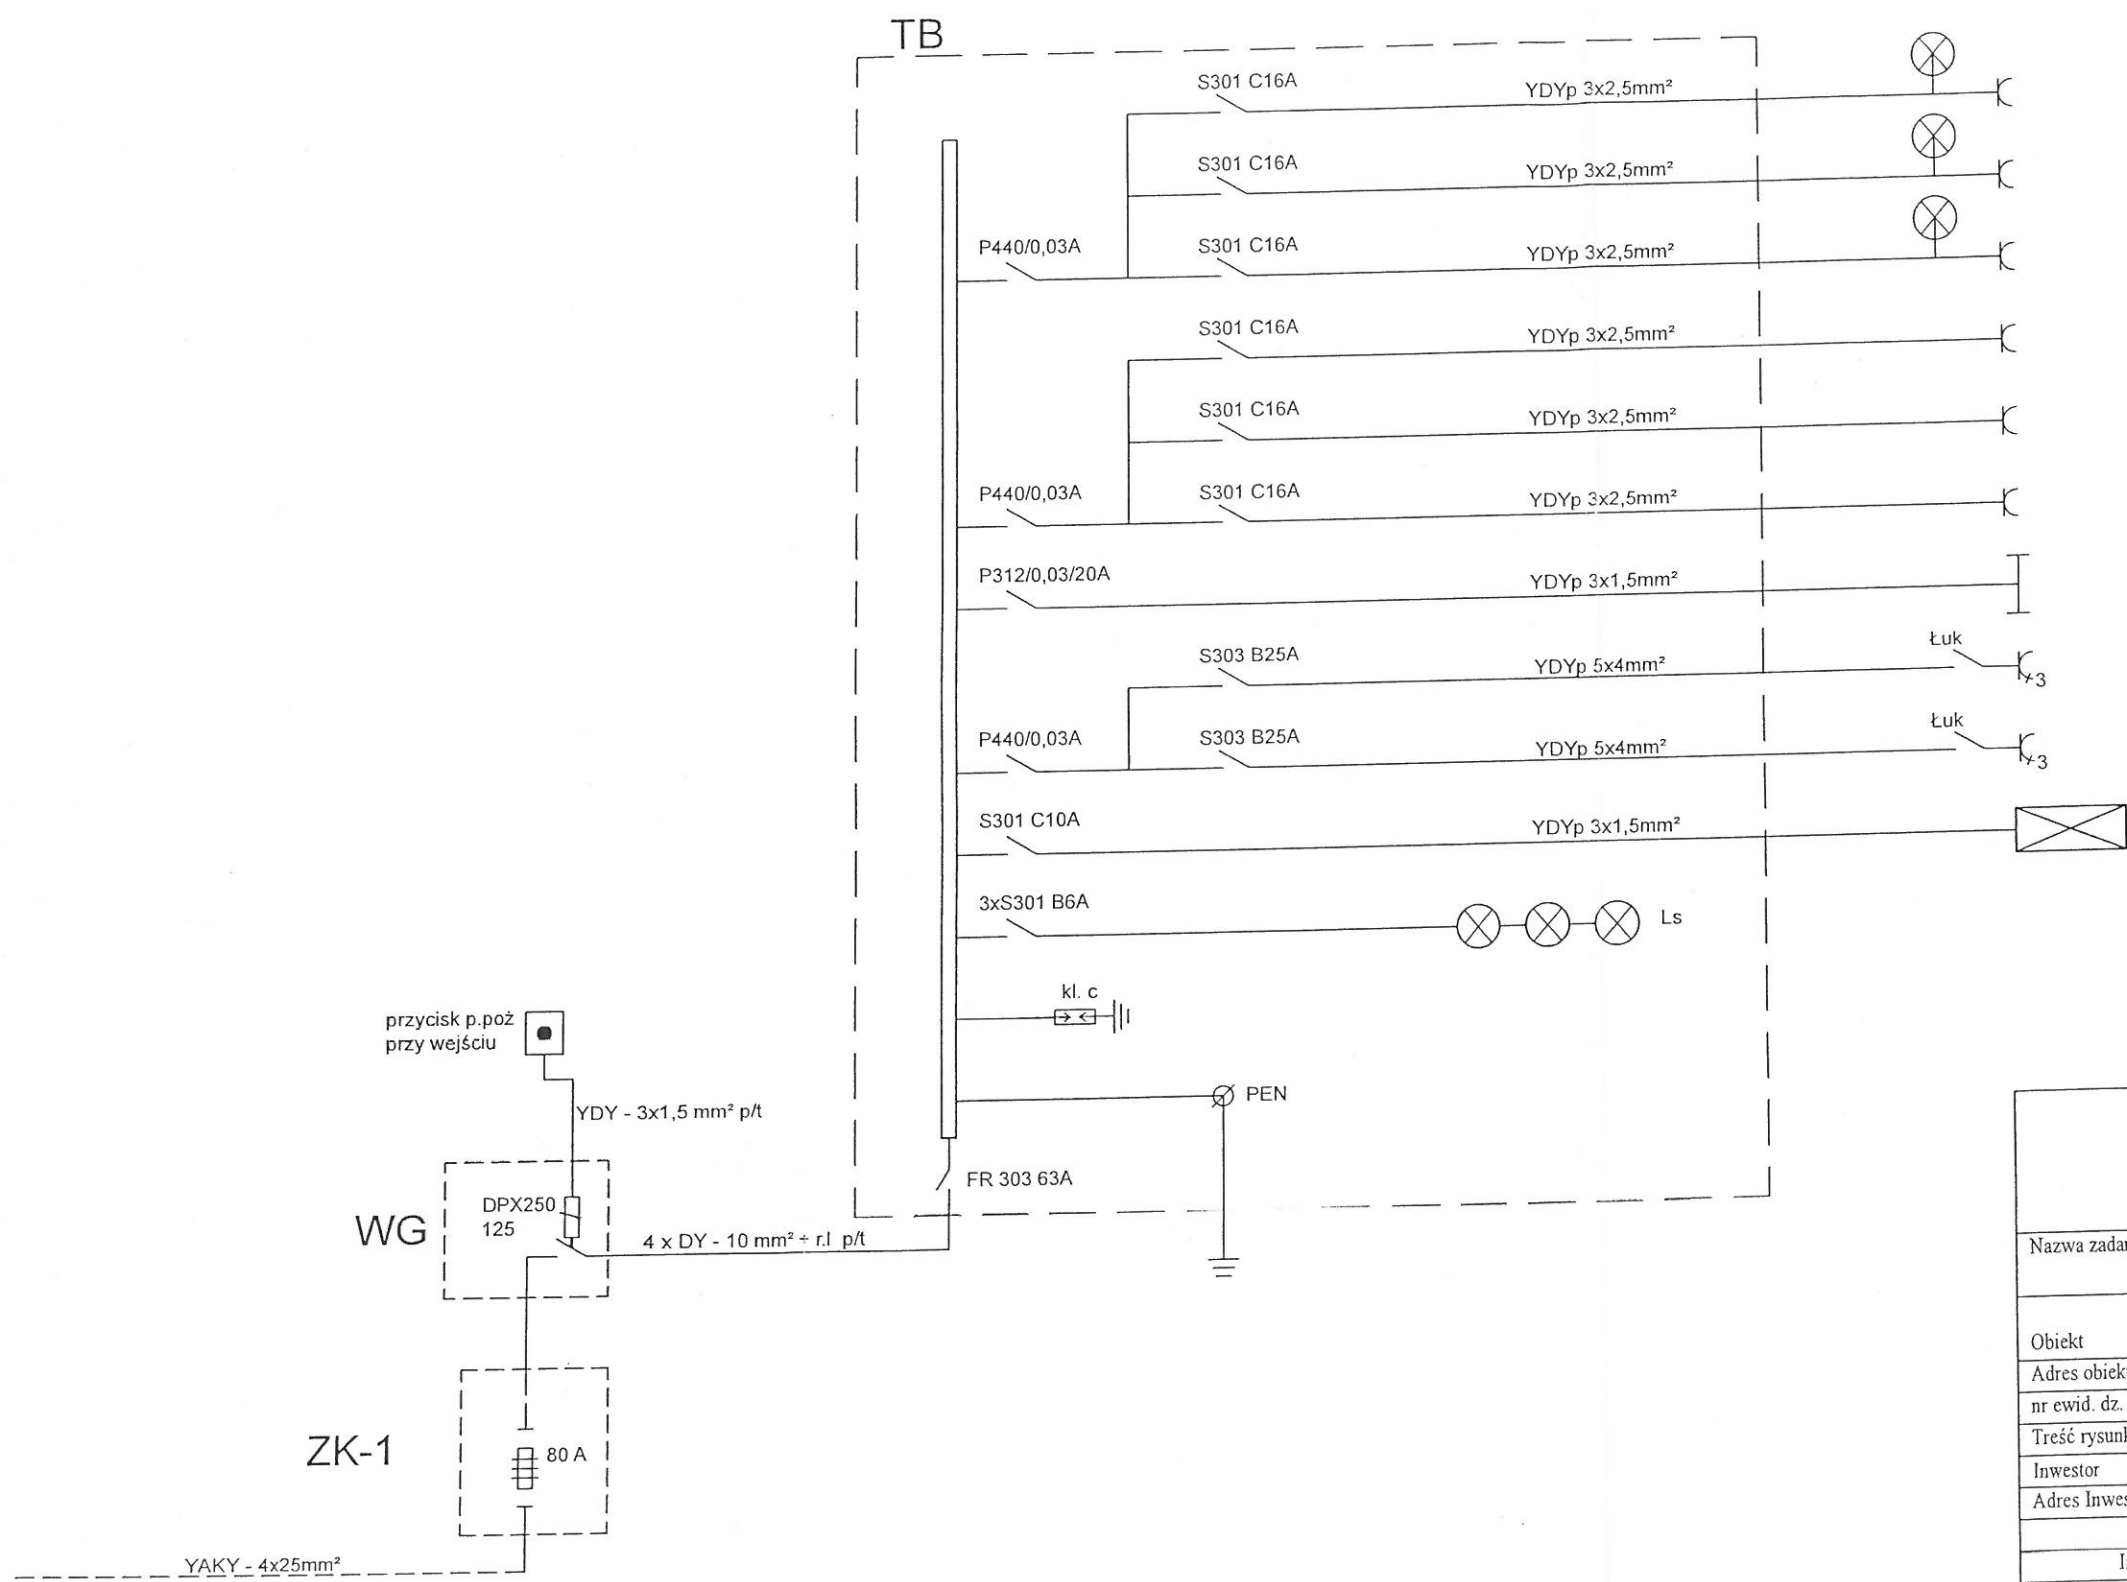 TB
S301 C16A
YDYp 3x2,5mm²
S301 C16A
YDYp 3x2,5mm²
P440/0,03A
S301 C16A
YDYp 3x2,5mm²
S301 C16A
YDYp 3x2,5mm²
S301 C16A
YDYp 3x2,5mm²
P440/0,03A
S301 C16A
YDYp 3x2,5mm²
P312/0,03/20A
YDYp 3x1,5mm²
S303 B25A
YDYp 5x4mm²
Łuk
3
P440/0,03A
S303 B25A
YDYp 5x4mm²
Łuk
3
S301 C10A
YDYp 3x1,5mm²
3xS301 B6A
Ls
kl. c
przycisk p.poż
przy wejściu
PEN
YDY - 3x1,5 mm² p/t
FR 303 63A
WG
DPX250
125
4 x DY - 10 mm² + r.l p/t
ZK-1
80 A
YAKY - 4x25mm²
Nazwa zadan
Obiekt
Adres obiek
nr ewid. dz.
Treść rysun
Inwestor
Adres Inwes